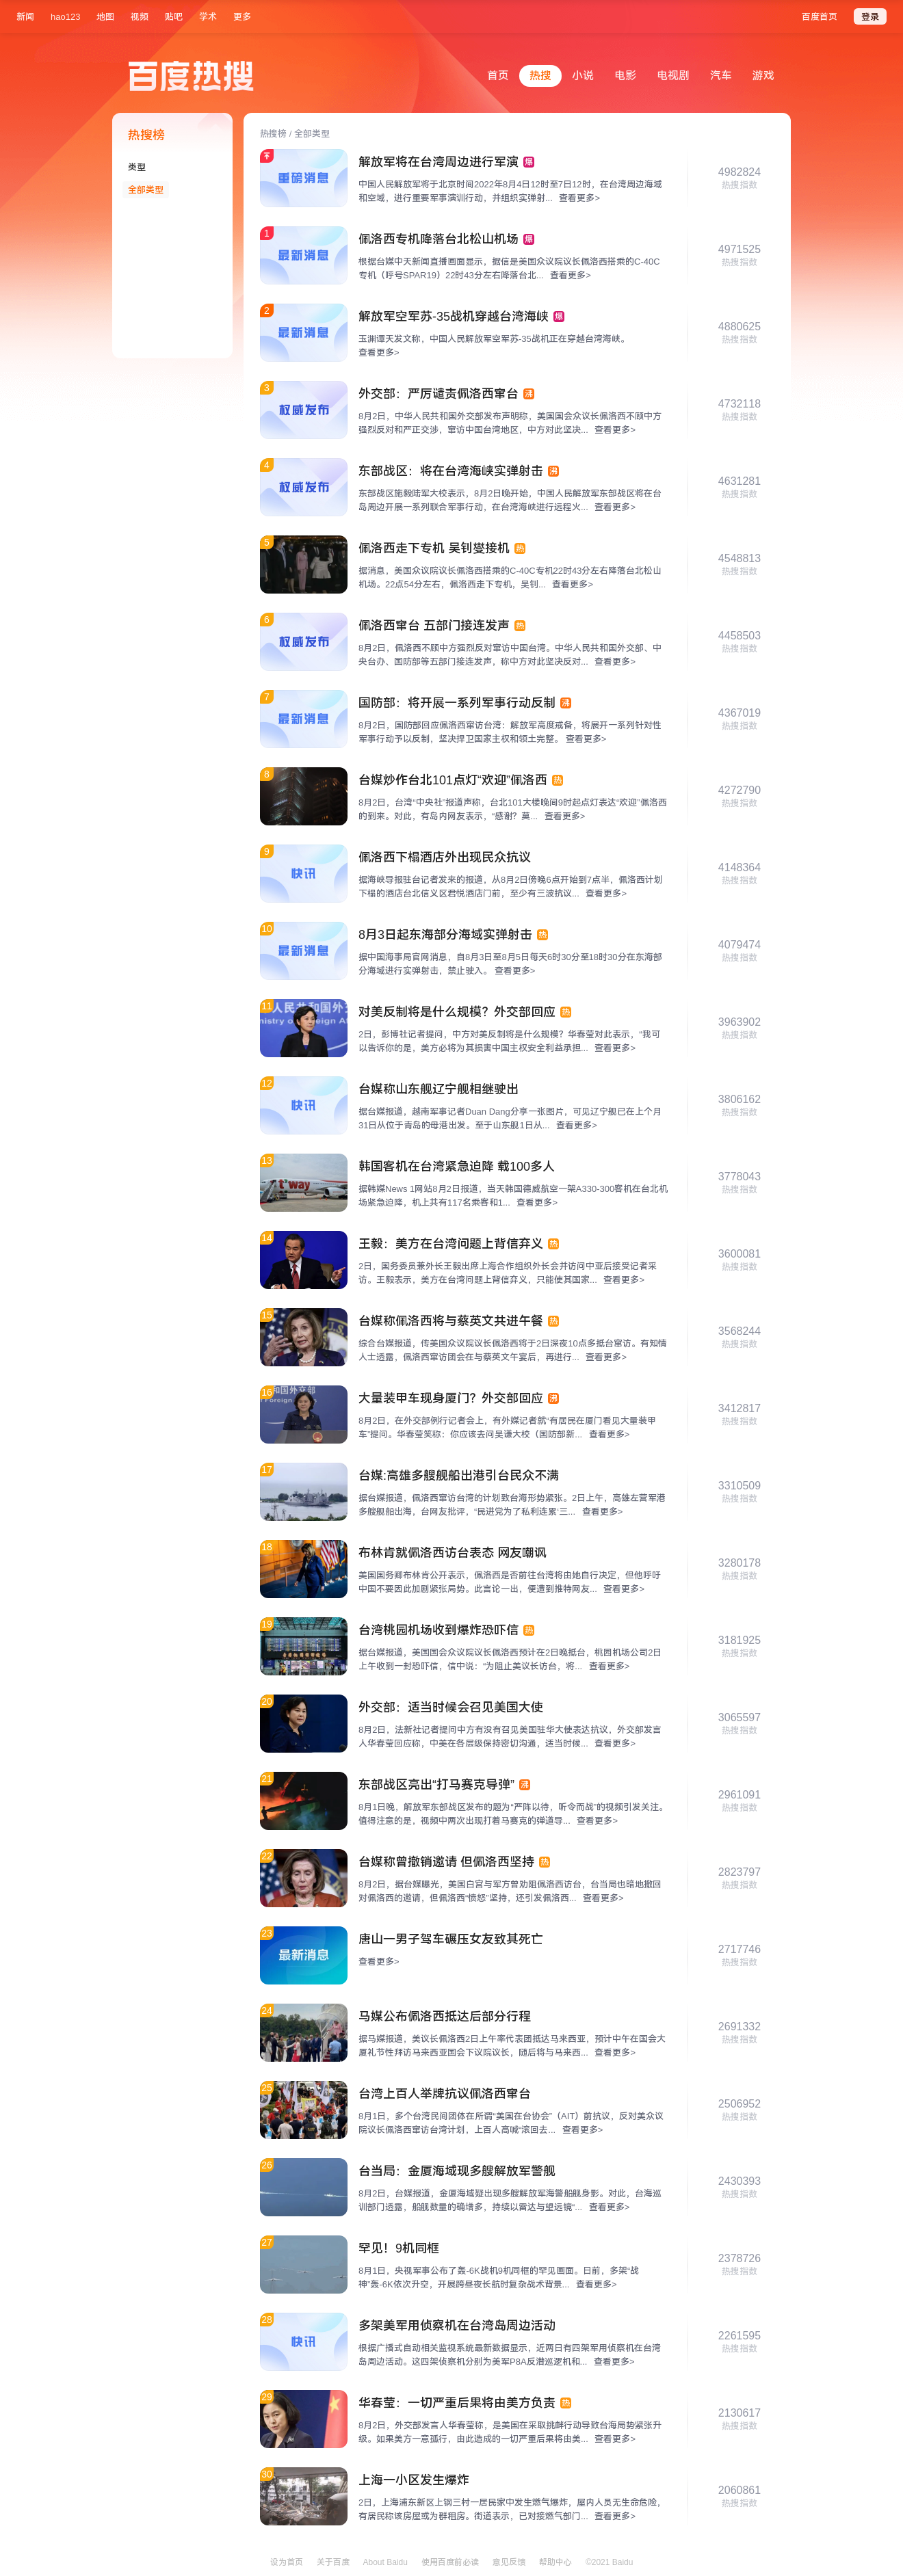 新闻 hao123 地图 视频 贴吧 学术 更多 百度首页 登录
百度热搜 首页 热搜 小说 电影 电视剧 汽车 游戏
热搜榜
类型
全部类型
热搜榜 / 全部类型
重磅消息
解放军将在台湾周边进行军演 爆
中国人民解放军将于北京时间2022年8月4日12时至7日12时，在台湾周边海域
和空域，进行重要军事演训行动，并组织实弹射... 查看更多>
4982824
热搜指数
1 最新消息
佩洛西专机降落台北松山机场 爆
根据台媒中天新闻直播画面显示，据信是美国众议院议长佩洛西搭乘的C-40C
专机（呼号SPAR19）22时43分左右降落台北... 查看更多>
4971525
热搜指数
2 最新消息
解放军空军苏-35战机穿越台湾海峡 爆
玉渊谭天发文称，中国人民解放军空军苏-35战机正在穿越台湾海峡。
查看更多>
4880625
热搜指数
3 权威发布
外交部：严厉谴责佩洛西窜台 沸
8月2日，中华人民共和国外交部发布声明称，美国国会众议长佩洛西不顾中方
强烈反对和严正交涉，窜访中国台湾地区，中方对此坚决... 查看更多>
4732118
热搜指数
4 权威发布
东部战区：将在台湾海峡实弹射击 沸
东部战区施毅陆军大校表示，8月2日晚开始，中国人民解放军东部战区将在台
岛周边开展一系列联合军事行动，在台湾海峡进行远程火... 查看更多>
4631281
热搜指数
5
佩洛西走下专机 吴钊燮接机 热
据消息，美国众议院议长佩洛西搭乘的C-40C专机22时43分左右降落台北松山
机场。22点54分左右，佩洛西走下专机，吴钊... 查看更多>
4548813
热搜指数
6 权威发布
佩洛西窜台 五部门接连发声 热
8月2日，佩洛西不顾中方强烈反对窜访中国台湾。中华人民共和国外交部、中
央台办、国防部等五部门接连发声，称中方对此坚决反对... 查看更多>
4458503
热搜指数
7 最新消息
国防部：将开展一系列军事行动反制 沸
8月2日，国防部回应佩洛西窜访台湾：解放军高度戒备，将展开一系列针对性
军事行动予以反制，坚决捍卫国家主权和领土完整。 查看更多>
4367019
热搜指数
8
台媒炒作台北101点灯“欢迎”佩洛西 热
8月2日，台湾“中央社”报道声称，台北101大楼晚间9时起点灯表达“欢迎”佩洛西
的到来。对此，有岛内网友表示，“感谢？莫... 查看更多>
4272790
热搜指数
9 快讯
佩洛西下榻酒店外出现民众抗议
据海峡导报驻台记者发来的报道，从8月2日傍晚6点开始到7点半，佩洛西计划
下榻的酒店台北信义区君悦酒店门前，至少有三波抗议... 查看更多>
4148364
热搜指数
10 最新消息
8月3日起东海部分海域实弹射击 热
据中国海事局官网消息，自8月3日至8月5日每天6时30分至18时30分在东海部
分海域进行实弹射击，禁止驶入。 查看更多>
4079474
热搜指数
11
对美反制将是什么规模？外交部回应 热
2日，彭博社记者提问，中方对美反制将是什么规模？华春莹对此表示，“我可
以告诉你的是，美方必将为其损害中国主权安全利益承担... 查看更多>
3963902
热搜指数
12 快讯
台媒称山东舰辽宁舰相继驶出
据台媒报道，越南军事记者Duan Dang分享一张图片，可见辽宁舰已在上个月
31日从位于青岛的母港出发。至于山东舰1日从... 查看更多>
3806162
热搜指数
13 t'way
韩国客机在台湾紧急迫降 载100多人
据韩媒News 1网站8月2日报道，当天韩国德威航空一架A330-300客机在台北机
场紧急迫降，机上共有117名乘客和1... 查看更多>
3778043
热搜指数
14
王毅：美方在台湾问题上背信弃义 热
2日，国务委员兼外长王毅出席上海合作组织外长会并访问中亚后接受记者采
访。王毅表示，美方在台湾问题上背信弃义，只能使其国家... 查看更多>
3600081
热搜指数
15
台媒称佩洛西将与蔡英文共进午餐 热
综合台媒报道，传美国众议院议长佩洛西将于2日深夜10点多抵台窜访。有知情
人士透露，佩洛西窜访团会在与蔡英文午宴后，再进行... 查看更多>
3568244
热搜指数
16
大量装甲车现身厦门？外交部回应 沸
8月2日，在外交部例行记者会上，有外媒记者就“有居民在厦门看见大量装甲
车”提问。华春莹笑称：你应该去问吴谦大校（国防部新... 查看更多>
3412817
热搜指数
17
台媒:高雄多艘舰船出港引台民众不满
据台媒报道，佩洛西窜访台湾的计划致台海形势紧张。2日上午，高雄左营军港
多艘舰船出海，台网友批评，“民进党为了私利连累‘三... 查看更多>
3310509
热搜指数
18
布林肯就佩洛西访台表态 网友嘲讽
美国国务卿布林肯公开表示，佩洛西是否前往台湾将由她自行决定，但他呼吁
中国不要因此加剧紧张局势。此言论一出，便遭到推特网友... 查看更多>
3280178
热搜指数
19
台湾桃园机场收到爆炸恐吓信 热
据台媒报道，美国国会众议院议长佩洛西预计在2日晚抵台，桃园机场公司2日
上午收到一封恐吓信，信中说：“为阻止美议长访台，将... 查看更多>
3181925
热搜指数
20
外交部：适当时候会召见美国大使
8月2日，法新社记者提问中方有没有召见美国驻华大使表达抗议，外交部发言
人华春莹回应称，中美在各层级保持密切沟通，适当时候... 查看更多>
3065597
热搜指数
21
东部战区亮出“打马赛克导弹” 沸
8月1日晚，解放军东部战区发布的题为“严阵以待，听令而战”的视频引发关注。
值得注意的是，视频中两次出现打着马赛克的弹道导... 查看更多>
2961091
热搜指数
22
台媒称曾撤销邀请 但佩洛西坚持 热
8月2日，据台媒曝光，美国白宫与军方曾劝阻佩洛西访台，台当局也暗地撤回
对佩洛西的邀请，但佩洛西“愤怒”坚持，还引发佩洛西... 查看更多>
2823797
热搜指数
23 最新消息
唐山一男子驾车碾压女友致其死亡
查看更多>
2717746
热搜指数
24
马媒公布佩洛西抵达后部分行程
据马媒报道，美议长佩洛西2日上午率代表团抵达马来西亚，预计中午在国会大
厦礼节性拜访马来西亚国会下议院议长，随后将与马来西... 查看更多>
2691332
热搜指数
25
台湾上百人举牌抗议佩洛西窜台
8月1日，多个台湾民间团体在所谓“美国在台协会”（AIT）前抗议，反对美众议
院议长佩洛西窜访台湾计划，上百人高喊“滚回去... 查看更多>
2506952
热搜指数
26
台当局：金厦海域现多艘解放军警舰
8月2日，台媒报道，金厦海域疑出现多艘解放军海警船舰身影。对此，台海巡
训部门透露，船舰数量的确增多，持续以雷达与望远镜“... 查看更多>
2430393
热搜指数
27
罕见！9机同框
8月1日，央视军事公布了轰-6K战机9机同框的罕见画面。日前，多架“战
神”轰-6K依次升空，开展跨昼夜长航时复杂战术背景... 查看更多>
2378726
热搜指数
28 快讯
多架美军用侦察机在台湾岛周边活动
根据广播式自动相关监视系统最新数据显示，近两日有四架军用侦察机在台湾
岛周边活动。这四架侦察机分别为美军P8A反潜巡逻机和... 查看更多>
2261595
热搜指数
29
华春莹：一切严重后果将由美方负责 热
8月2日，外交部发言人华春莹称，是美国在采取挑衅行动导致台海局势紧张升
级。如果美方一意孤行，由此造成的一切严重后果将由美... 查看更多>
2130617
热搜指数
30
上海一小区发生爆炸
2日，上海浦东新区上钢三村一居民家中发生燃气爆炸，屋内人员无生命危险，
有居民称该房屋或为群租房。街道表示，已对接燃气部门... 查看更多>
2060861
热搜指数
设为首页 关于百度 About Baidu 使用百度前必读 意见反馈 帮助中心 ©2021 Baidu